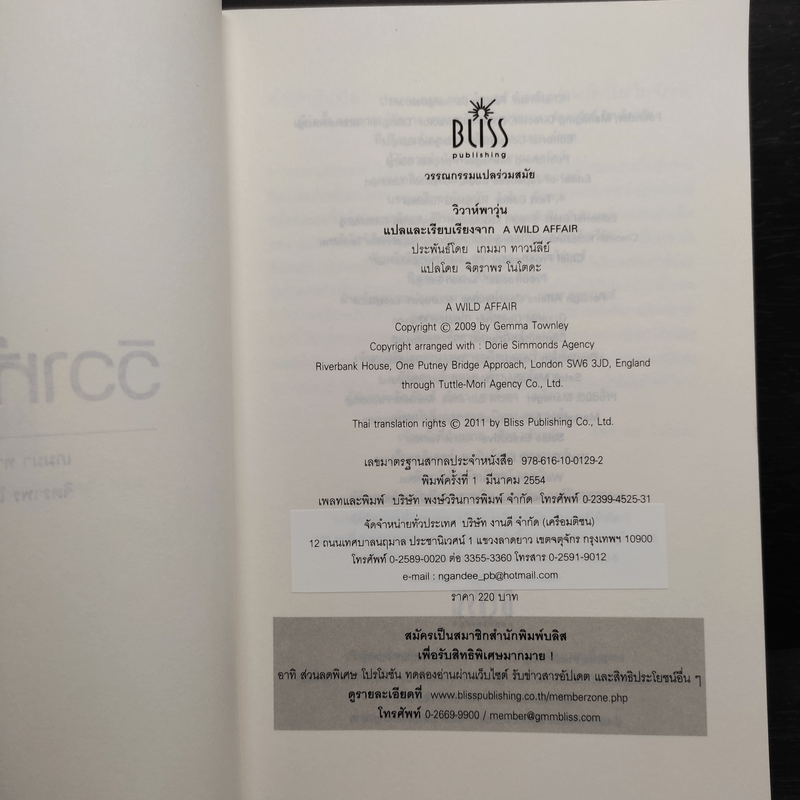 BLISS
publishing
วรรณกรรมแปลร่วมสมัย
วิวาห์พาวุ่น
แปลและเรียบเรียงจาก A WILD AFFAIR
ประพันธ์โดย เกมมา ทาวน์ลีย์
แปลโดย จิตราพร โนโตดะ
A WILD AFFAIR
Copyright © 2009 by Gemma Townley
Copyright arranged with : Dorie Simmonds Agency
Riverbank House, One Putney Bridge Approach, London SW6 3JD, England
through Tuttle-Mori Agency Co., Ltd.
Thai translation rights © 2011 by Bliss Publishing Co., Ltd.
เลขมาตรฐานสากลประจำหนังสือ 978-616-10-0129-2
พิมพ์ครั้งที่ 1 มีนาคม 2554
เพลทและพิมพ์ บริษัท พงษ์วรินการพิมพ์ จำกัด โทรศัพท์ 0-2399-4525-31
จัดจำหน่ายทั่วประเทศ บริษัท งานดี จำกัด (เครือมติชน)
12 ถนนเทศบาลนฤมาล ประชานิเวศน์ 1 แขวงลาดยาว เขตจตุจักร กรุงเทพฯ 10900
โทรศัพท์ 0-2589-0020 ต่อ 3355-3360 โทรสาร 0-2591-9012
e-mail : ngandee_pb@hotmail.com
ราคา 220 บาท
สมัครเป็นสมาชิกสำนักพิมพ์บลิส
เพื่อรับสิทธิพิเศษมากมาย !
อาทิ ส่วนลดพิเศษ โปรโมชัน ทดลองอ่านผ่านเว็บไซต์ รับข่าวสารอัปเดต และสิทธิประโยชน์อื่น ๆ
ดูรายละเอียดที่ www.blisspublishing.co.th/memberzone.php
โทรศัพท์ 0-2669-9900 / member@gmmbliss.com